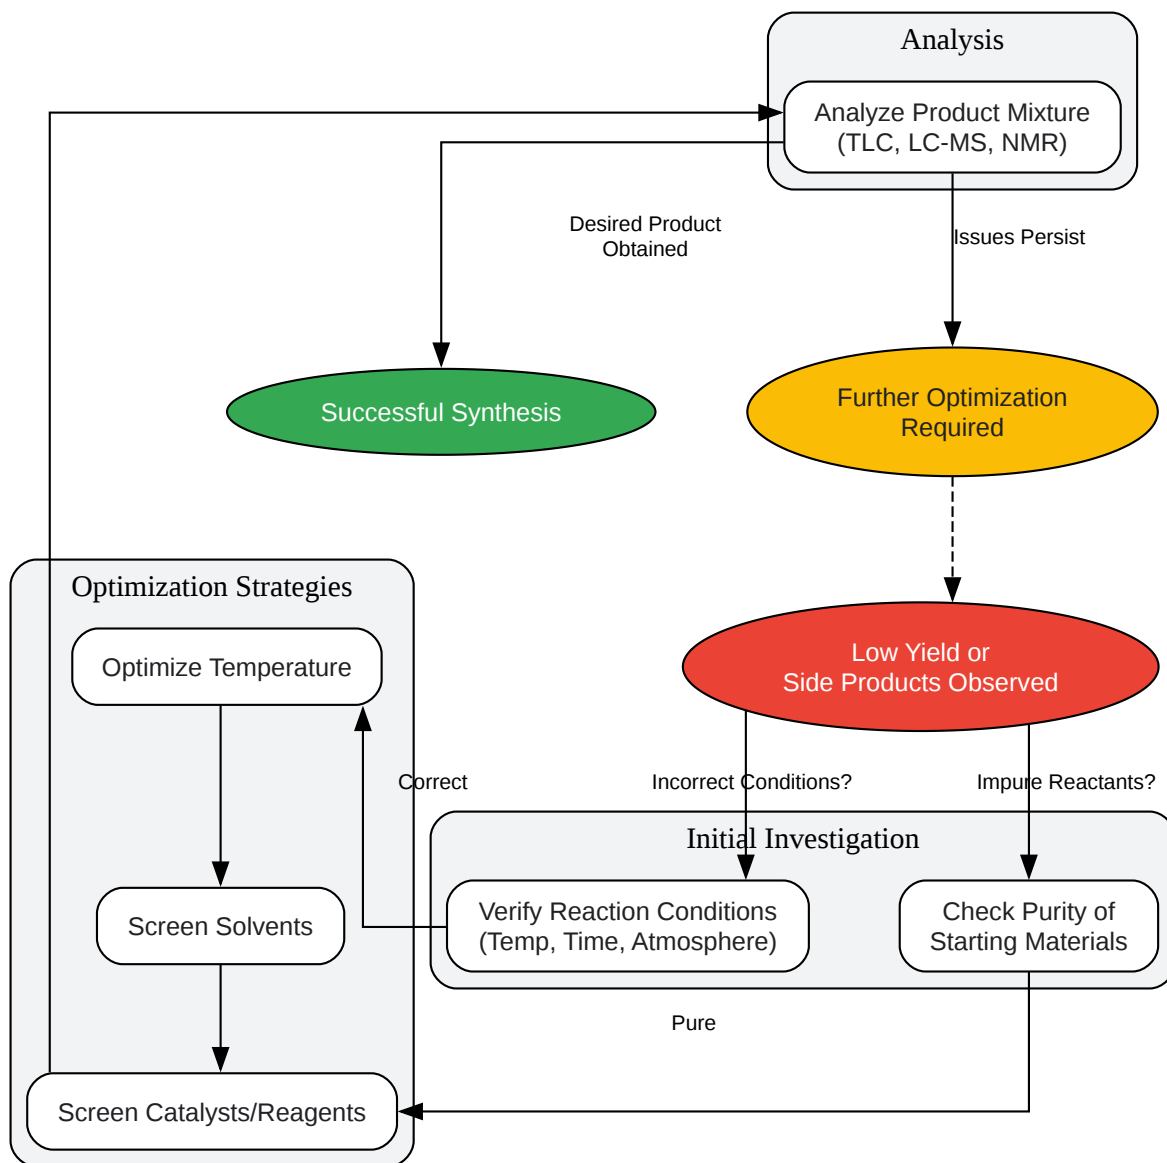 Analysis
Analyze Product Mixture
(TLC, LC-MS, NMR)
Desired Product
Obtained
Issues Persist
Successful Synthesis
Further Optimization
Required
Optimization Strategies
Optimize Temperature
Low Yield or
Side Products Observed
Correct
Incorrect Conditions?
Impure Reactants?
Initial Investigation
Screen Solvents
Verify Reaction Conditions
(Temp, Time, Atmosphere)
Check Purity of
Starting Materials
Pure
Screen Catalysts/Reagents